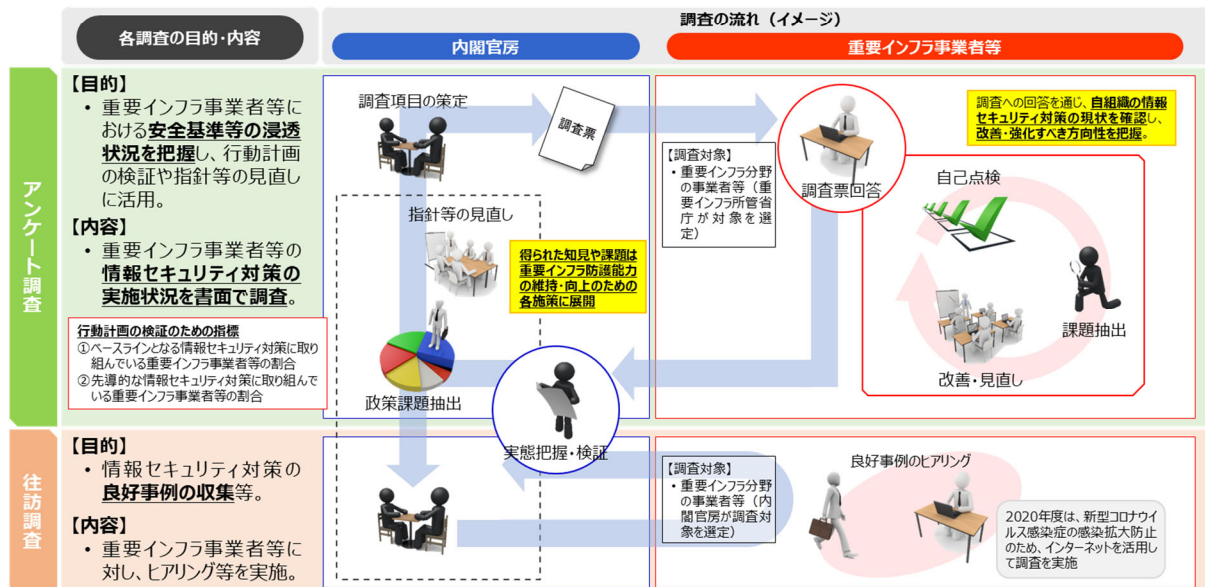 調査の流れ（イメージ）
各調査の目的・内容
内閣官房
重要インフラ事業者等
アンケート調査
【目的】
• 重要インフラ事業者等に
おける安全基準等の浸透
状況を把握し、行動計画
の検証や指針等の見直し
に活用。
【内容】
• 重要インフラ事業者等の
情報セキュリティ対策の
実施状況を書面で調査。
行動計画の検証のための指標
①ベースラインとなる情報セキュリティ対策に取り
組んでいる重要インフラ事業者等の割合
②先導的な情報セキュリティ対策に取り組んで
いる重要インフラ事業者等の割合
調査項目の策定
調査票
指針等の見直し
得られた知見や課題は
重要インフラ防護能力
の維持・向上のための
各施策に展開
政策課題抽出
実態把握・検証
【調査対象】
• 重要インフラ分野
の事業者等（重
要インフラ所管省
庁が対象を選
定）
調査票回答
調査への回答を通じ、自組織の情報
セキュリティ対策の現状を確認し、
改善・強化すべき方向性を把握。
自己点検
課題抽出
改善・見直し
往訪調査
【目的】
• 情報セキュリティ対策の
良好事例の収集等。
【内容】
• 重要インフラ事業者等に
対し、ヒアリング等を実施。
【調査対象】
• 重要インフラ分野
の事業者等（内
閣官房が調査対
象を選定）
良好事例のヒアリング
2020年度は、新型コロナウイ
ルス感染症の感染拡大防止
のため、インターネットを活用し
て調査を実施